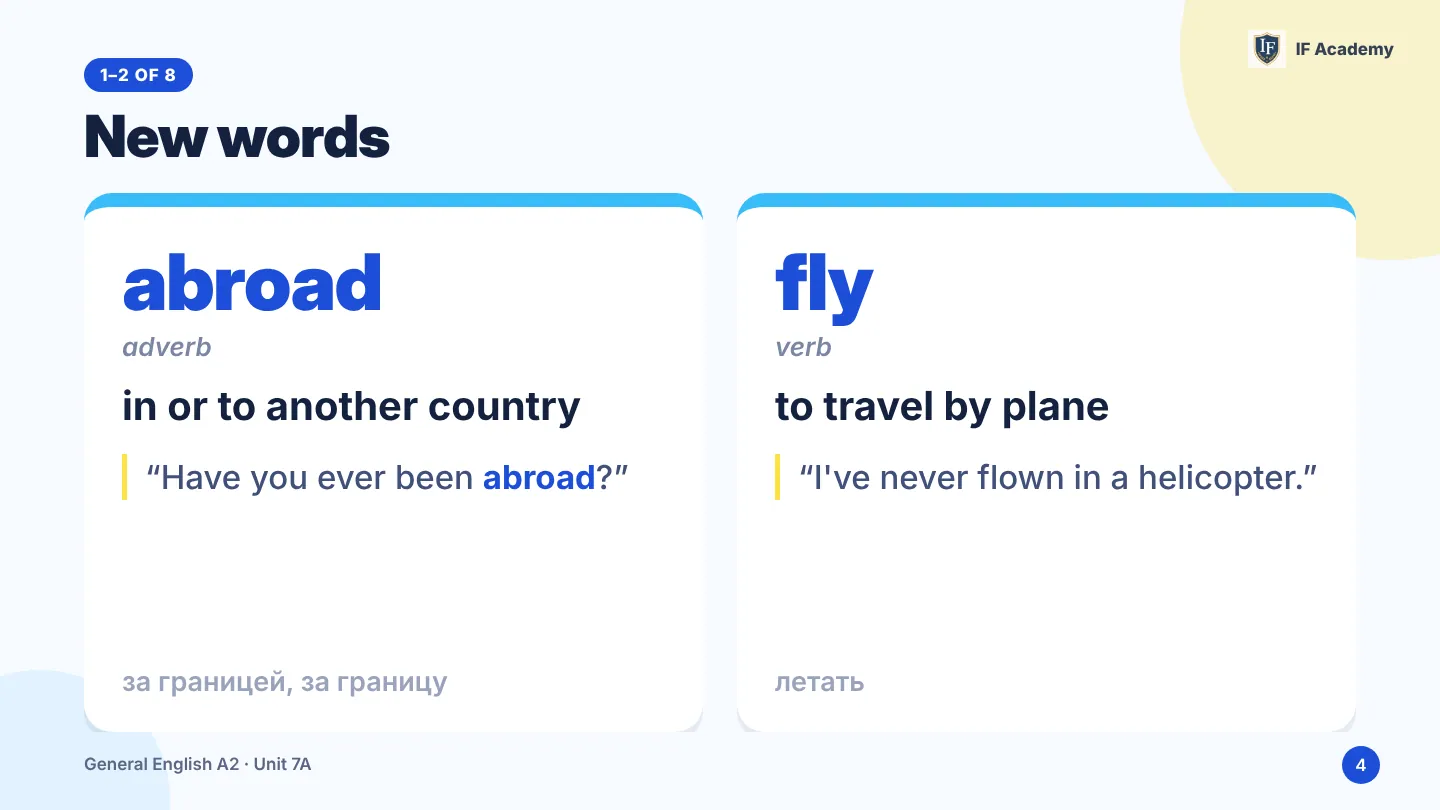 IF IF Academy
1–2 OF 8
New words
abroad
adverb
in or to another country
“Have you ever been abroad?”
за границей, за границу
fly
verb
to travel by plane
“I've never flown in a helicopter.”
летать
General English A2 · Unit 7A
4